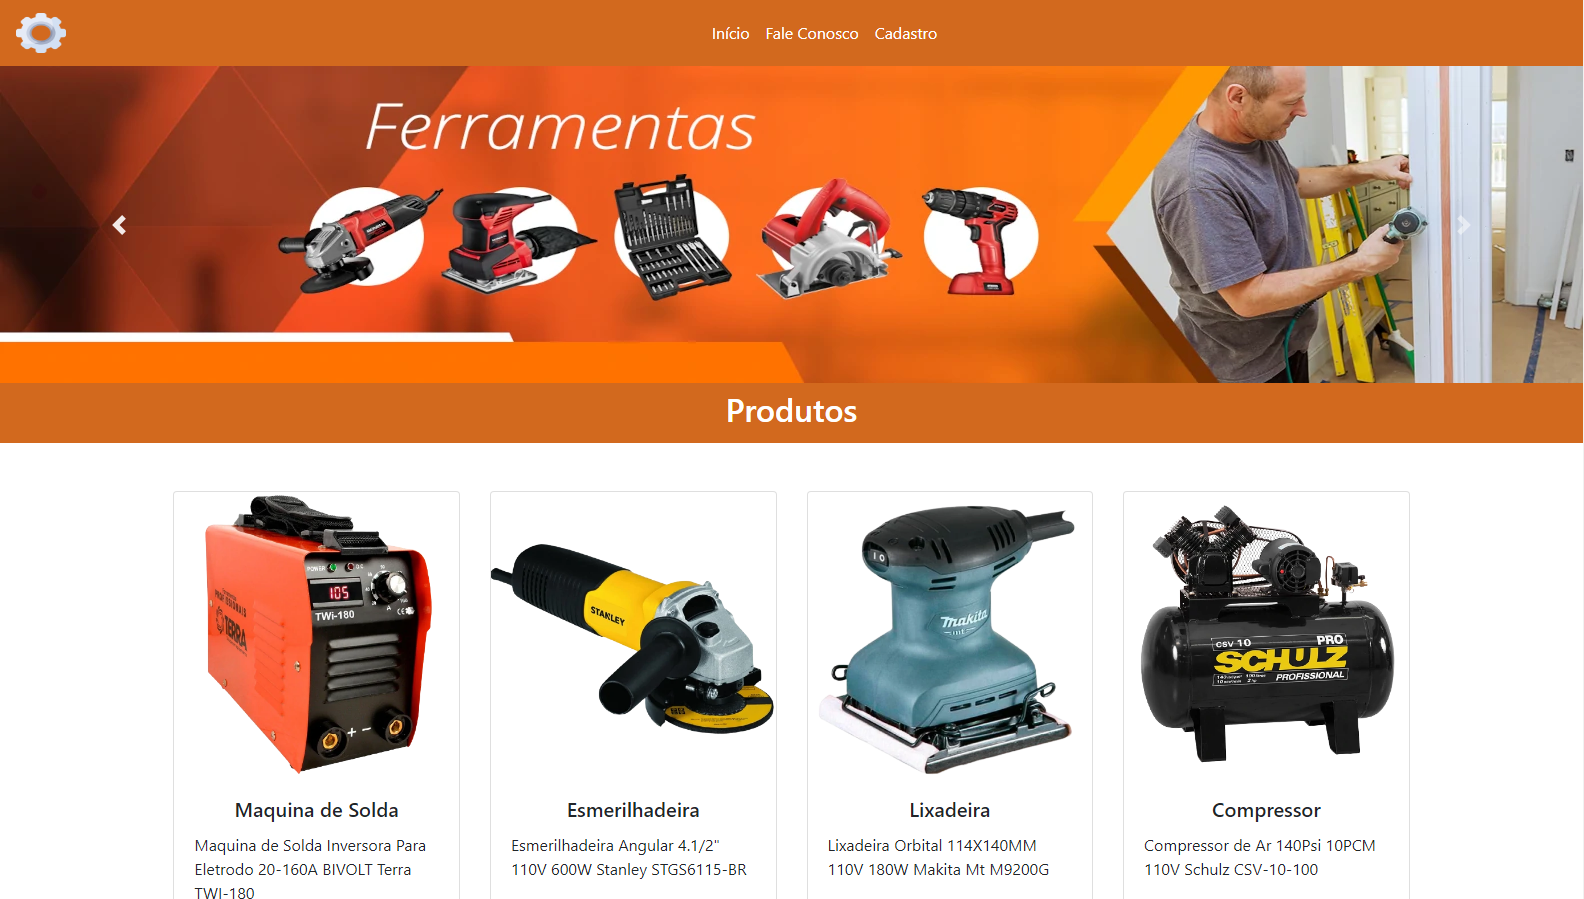 Início Fale Conosco Cadastro
Ferramentas
Produtos
POWER O.C
105
TWi-180
TERRA
STANLEY
makita
MT
csv 10 PRO
SCHULZ
PROFISSIONAL
Maquina de Solda
Maquina de Solda Inversora Para
Eletrodo 20-160A BIVOLT Terra
TWI-180
Esmerilhadeira
Esmerilhadeira Angular 4.1/2"
110V 600W Stanley STGS6115-BR
Lixadeira
Lixadeira Orbital 114X140MM
110V 180W Makita Mt M9200G
Compressor
Compressor de Ar 140Psi 10PCM
110V Schulz CSV-10-100